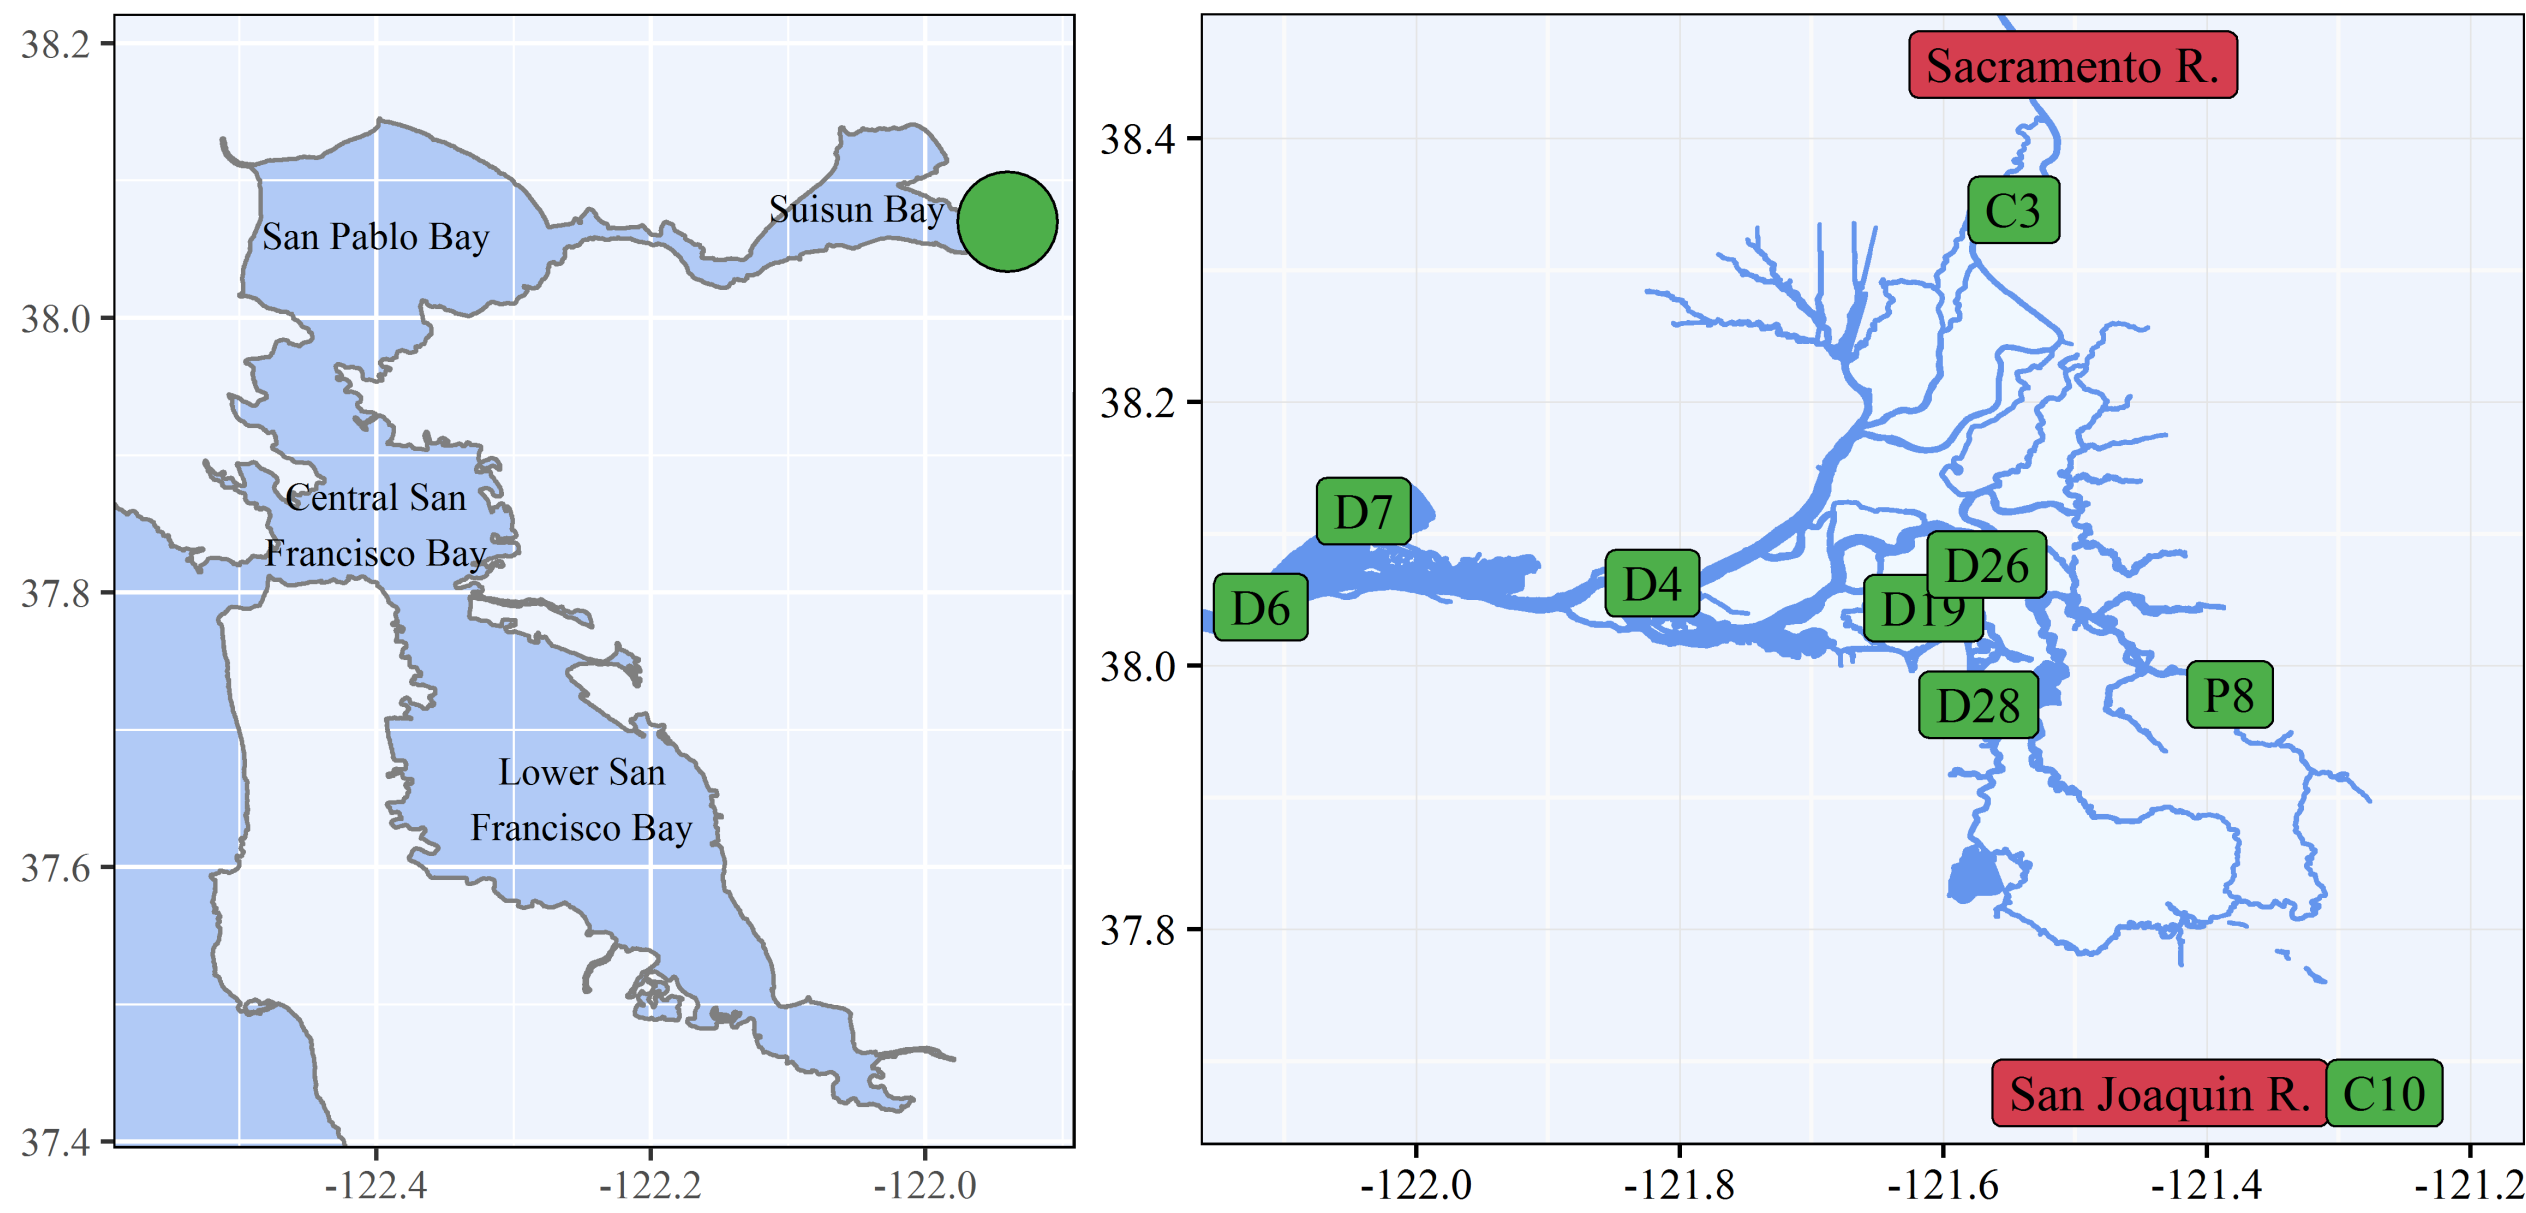 38.2
38.0
37.8
37.6
37.4
-122.4
-122.2
-122.0
San Pablo Bay
Suisun Bay
Central San
Francisco Bay
Lower San
Francisco Bay
38.4
38.2
38.0
37.8
-122.0
-121.8
-121.6
-121.4
-121.2
Sacramento R.
C3
D7
D6
D4
D26
D19
D28
P8
San Joaquin R.
C10